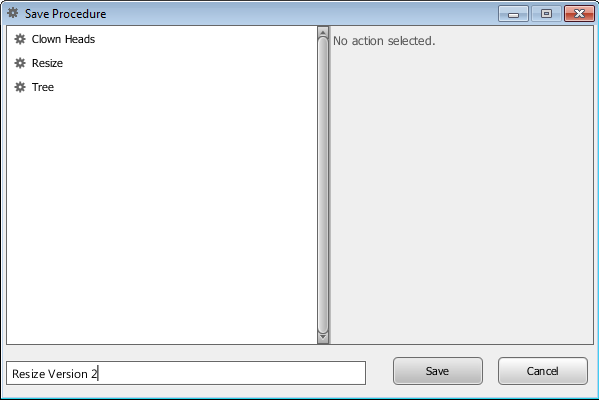 Save Procedure
Clown Heads
No action selected.
Resize
Tree
Resize Version 2
Save
Cancel